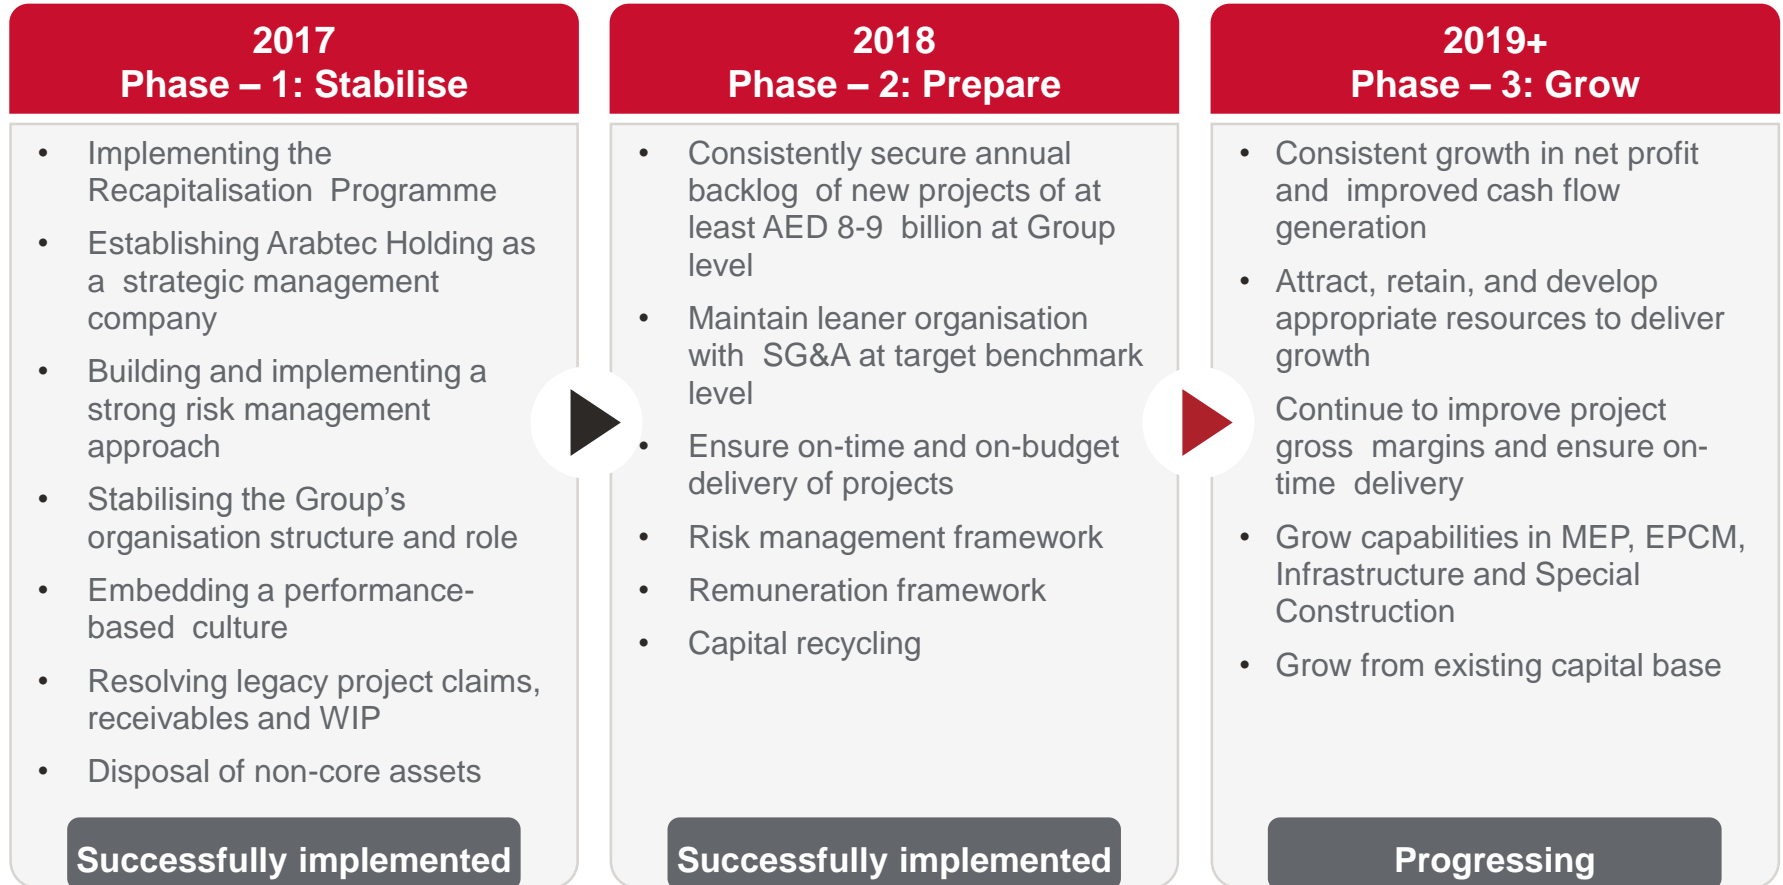 2017
Phase – 1: Stabilise
• Implementing the
Recapitalisation Programme
• Establishing Arabtec Holding as
a strategic management
company
• Building and implementing a
strong risk management
approach
• Stabilising the Group’s
organisation structure and role
• Embedding a performance-
based culture
• Resolving legacy project claims,
receivables and WIP
• Disposal of non-core assets
Successfully implemented
2018
Phase – 2: Prepare
• Consistently secure annual
backlog of new projects of at
least AED 8-9 billion at Group
level
• Maintain leaner organisation
with SG&A at target benchmark
level
• Ensure on-time and on-budget
delivery of projects
• Risk management framework
• Remuneration framework
• Capital recycling
Successfully implemented
2019+
Phase – 3: Grow
• Consistent growth in net profit
and improved cash flow
generation
• Attract, retain, and develop
appropriate resources to deliver
growth
Continue to improve project
gross margins and ensure on-
time delivery
• Grow capabilities in MEP, EPCM,
Infrastructure and Special
Construction
• Grow from existing capital base
Progressing